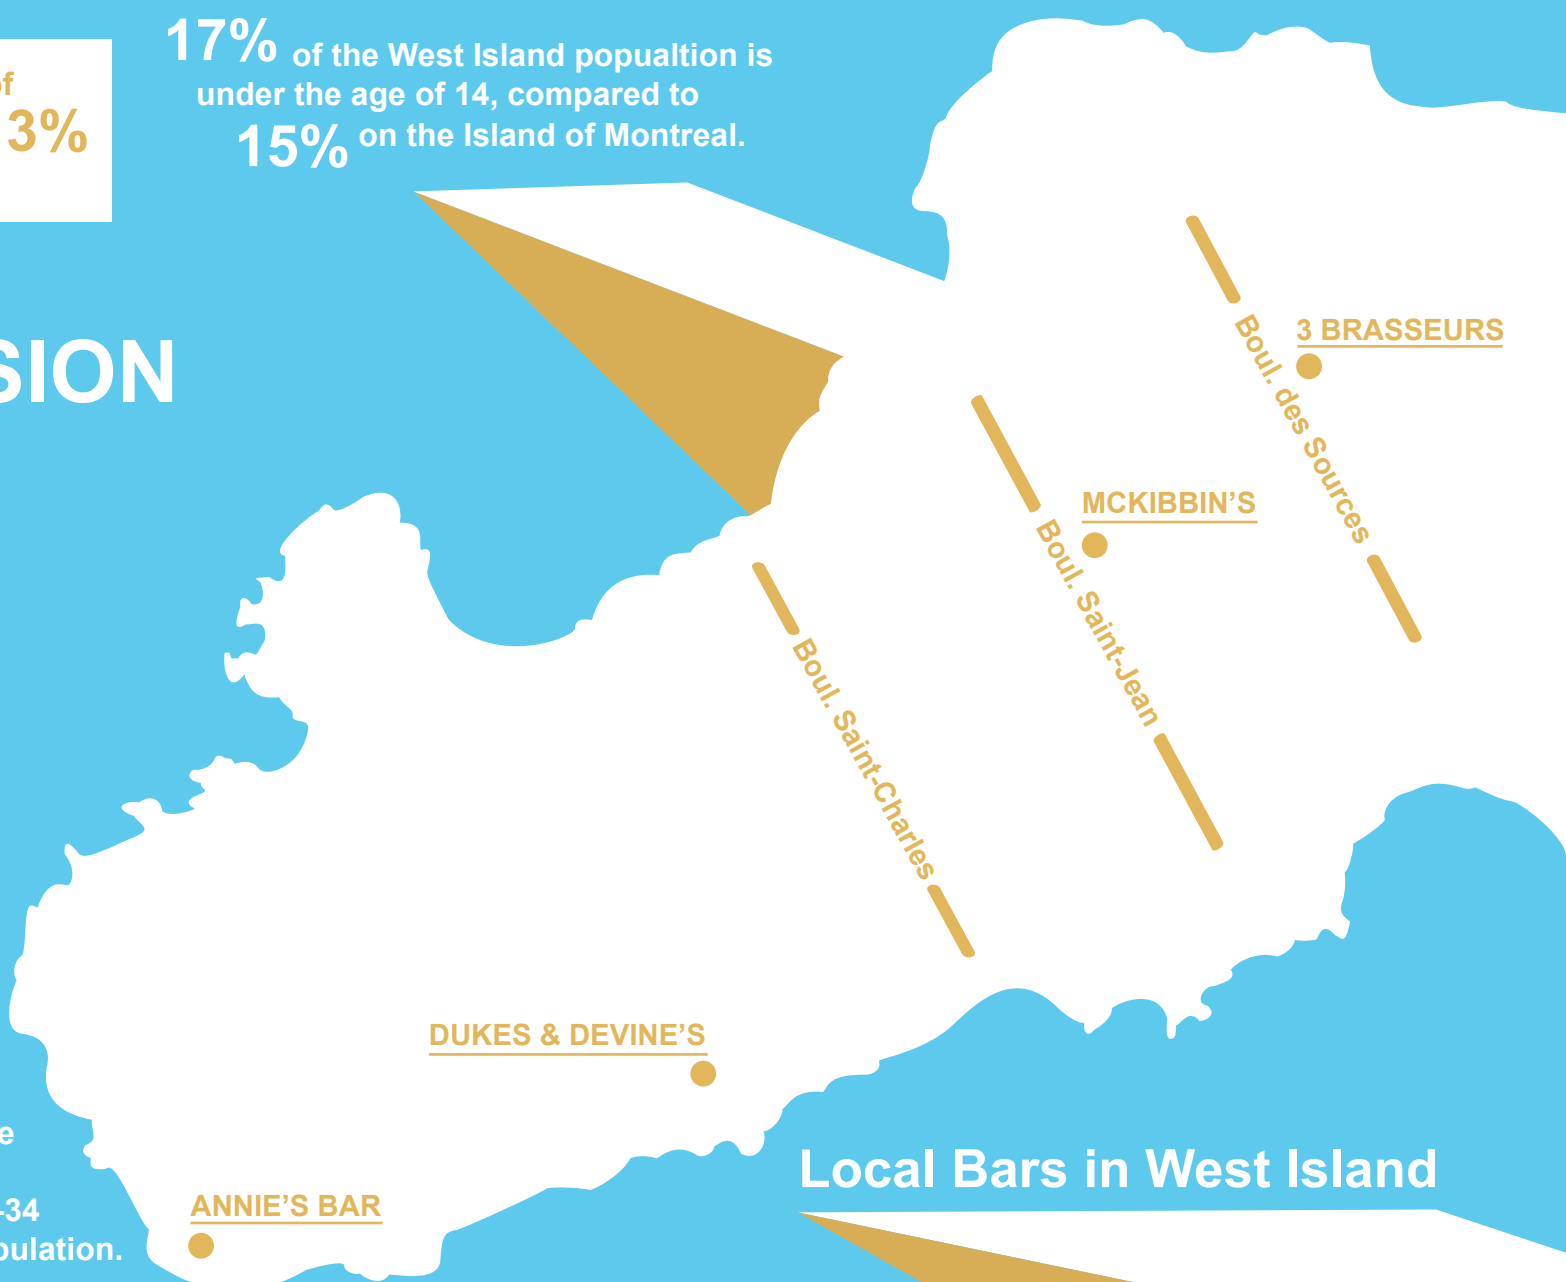 of
3%
17% of the West Island popualtion is
under the age of 14, compared to
15% on the Island of Montreal.
SION
3 BRASSEURS
Boul. des Sources
MCKIBBIN’S
Boul. Saint-Jean
Boul. Saint-Charles
DUKES & DEVINE’S
e
-34
pulation.
ANNIE’S BAR
Local Bars in West Island